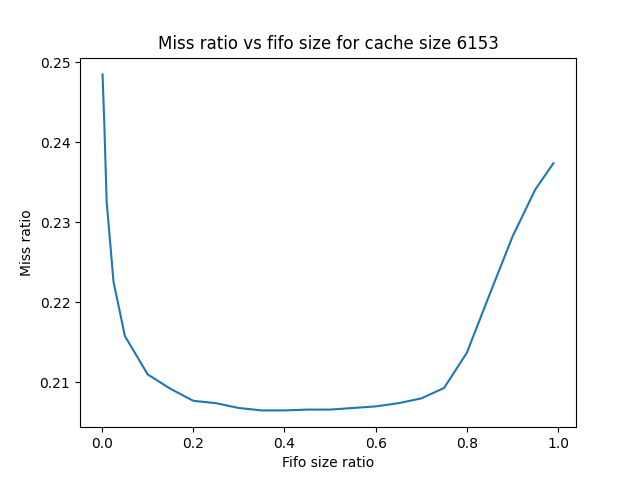 Miss ratio vs fifo size for cache size 6153
0.25
0.24
0.23
0.22
0.21
Miss ratio
0.0 0.2 0.4 0.6 0.8 1.0
Fifo size ratio